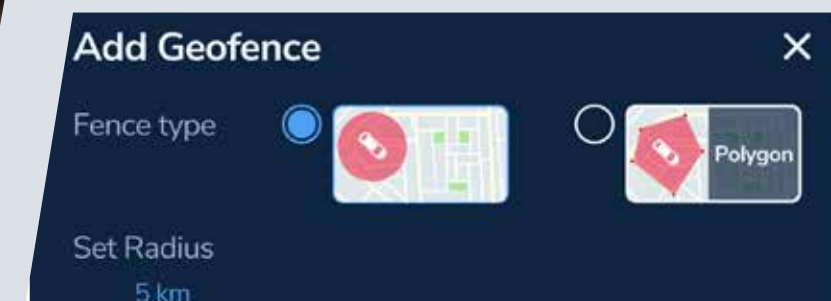 Add Geofence
Fence type
Polygon
Set Radius
5 km